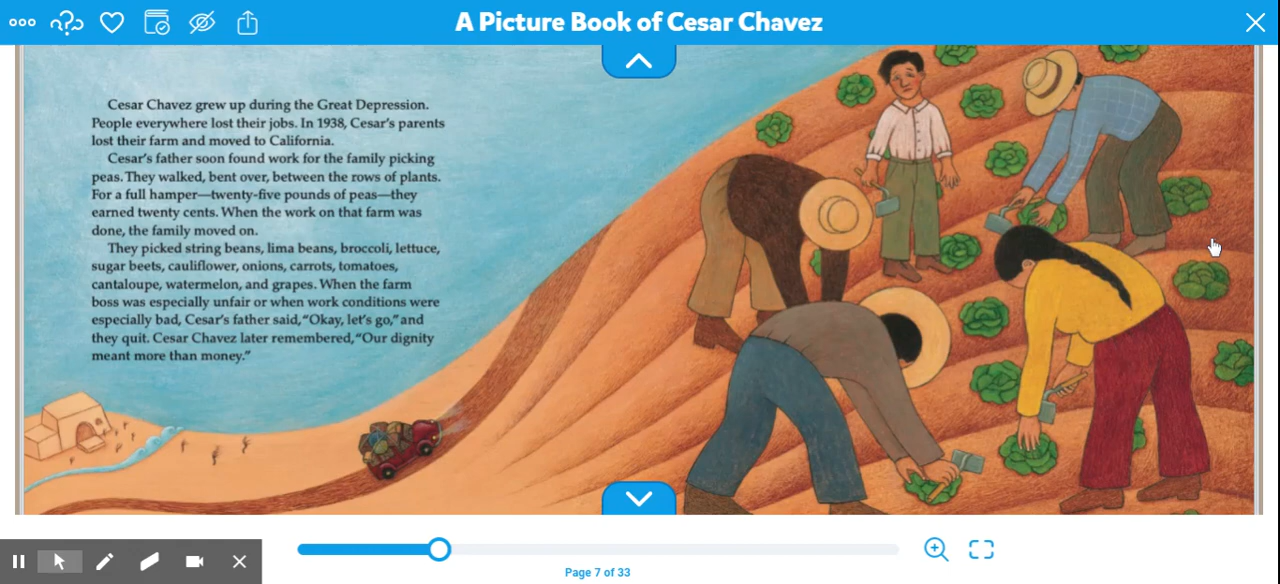 A Picture Book of Cesar Chavez
Cesar Chavez grew up during the Great Depression.
People everywhere lost their jobs. In 1938, Cesar's parents
lost their farm and moved to California.
Cesar's father soon found work for the family picking
peas. They walked, bent over, between the rows of plants.
For a full hamper—twenty-five pounds of peas—they
earned twenty cents. When the work on that farm was
done, the family moved on.
They picked string beans, lima beans, broccoli, lettuce,
sugar beets, cauliflower, onions, carrots, tomatoes,
cantaloupe, watermelon, and grapes. When the farm
boss was especially unfair or when work conditions were
especially bad, Cesar's father said, “Okay, let's go,” and
they quit. Cesar Chavez later remembered, “Our dignity
meant more than money.”
Page 7 of 33